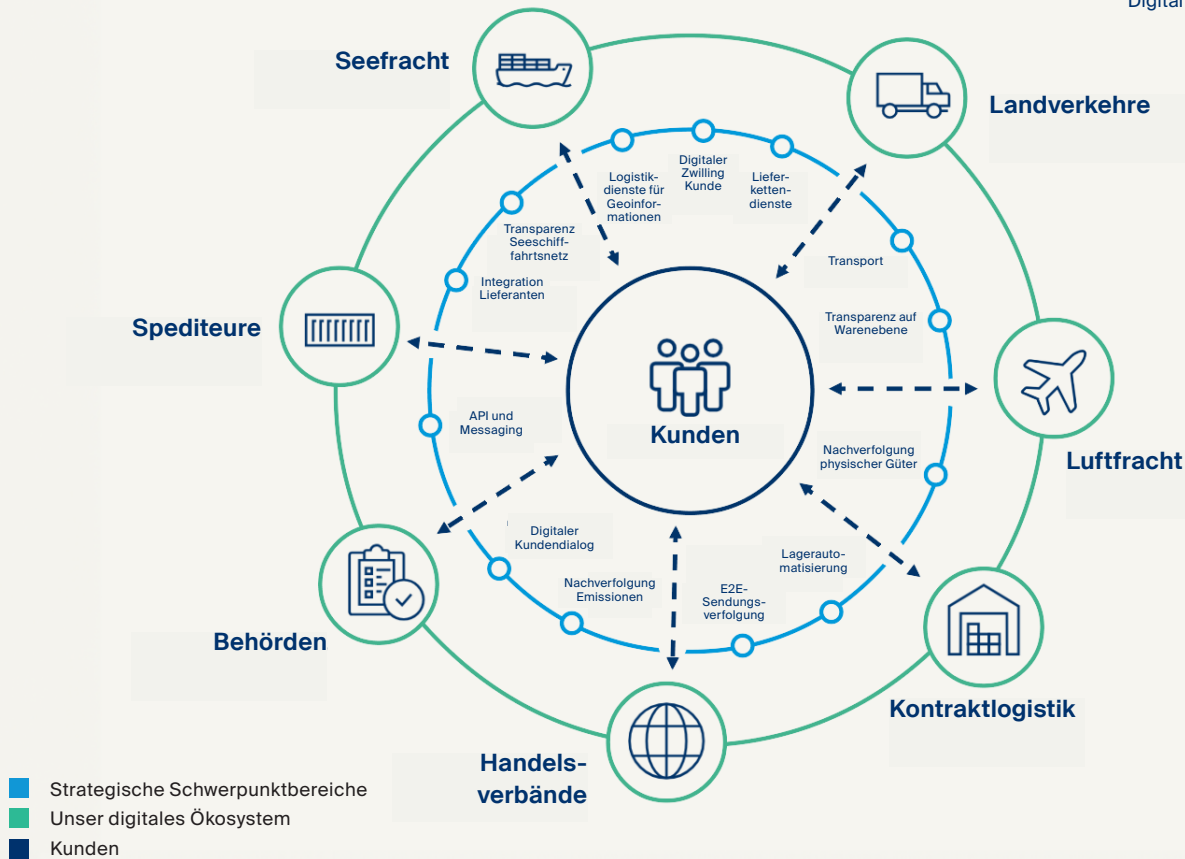 Digital
Seefracht
Landverkehre
Logistik-
dienste für
Geoinfor-
mationen
Digitaler
Zwilling
Kunde
Liefer-
ketten-
dienste
Transparenz
Seeschiff-
fahrtsnetz
Transport
Integration
Lieferanten
Transparenz auf
Warenebene
Spediteure
Kunden
API und
Messaging
Nachverfolgung
physischer Güter
Luftfracht
Digitaler
Kundendialog
Lagerauto-
matisierung
Nachverfolgung
Emissionen
E2E-
Sendungs-
verfolgung
Behörden
Kontraktlogistik
Handels-
verbände
Strategische Schwerpunktbereiche
Unser digitales Ökosystem
Kunden